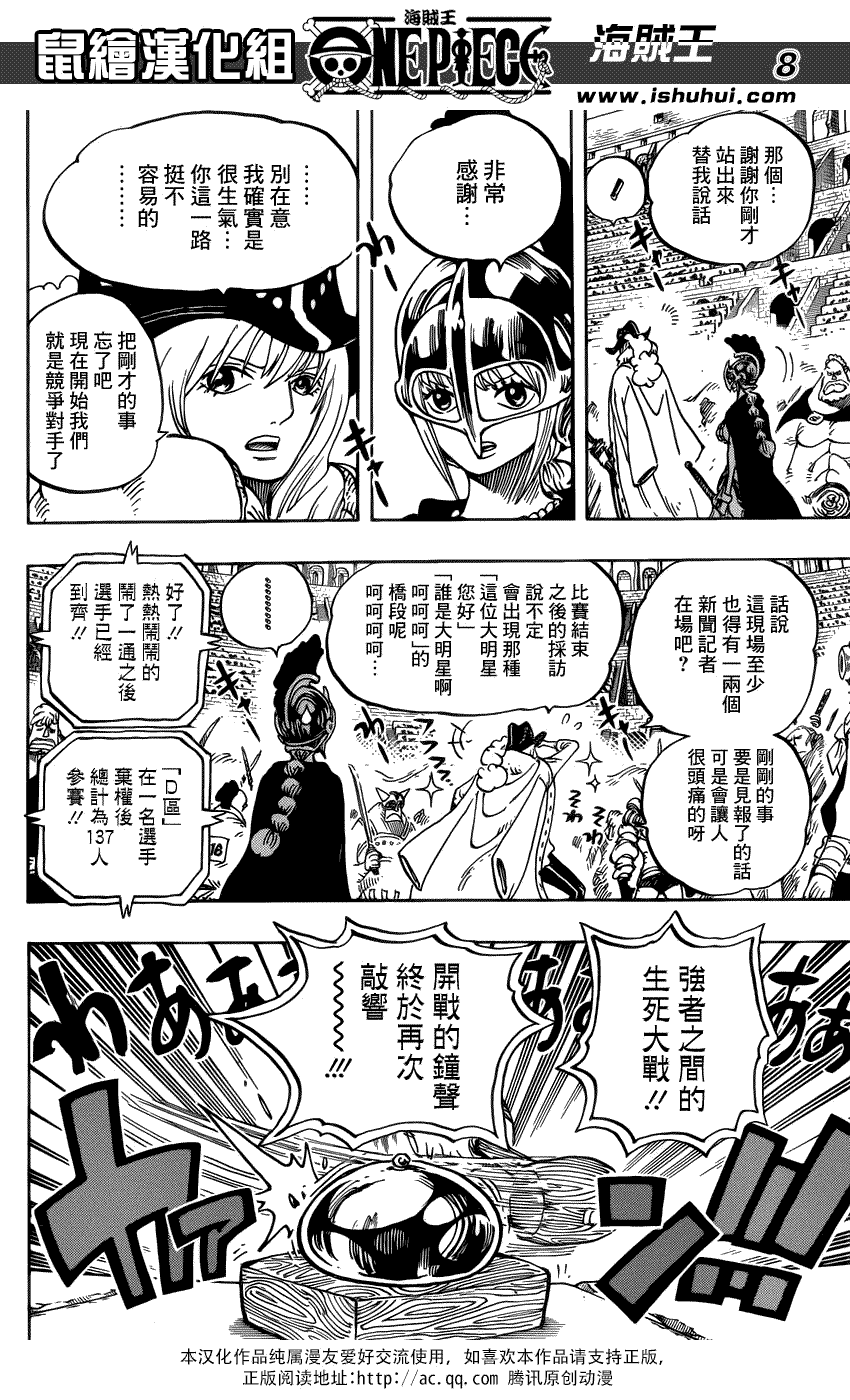 鼠繪漢化組
海賊王
ONE PIECE
海賊王
8
www.ishuhui.com
那個…
謝謝你剛才
站出來
替我說話
！
非常
感謝…
わー
わー
……
別在意
我確實是
很生氣…
你這一路
挺不
容易的
……
把剛才的事
忘了吧
現在開始我們
就是競爭對手了
話說
這現場至少
也得有一兩個
新聞記者
在場吧？
剛剛的事
要是見報了的話
可是會讓人
很頭痛的呀
比賽結束
之後的採訪
說不定
會出現那種
「這位大明星
您好」
「誰是大明星啊
呵呵呵」的
橋段呢
呵呵呵呵…
………
好了!!
熱熱鬧鬧的
鬧了一通之後
選手已經
到齊!!
「D區」
在一名選手
棄權後
總計為
137人
參賽!!
強者之間的
生死大戰!!
開戰的鐘聲
終於再次
敲響
~~~!!!
わああ
ああ
カァーン!!
本汉化作品纯属漫友爱好交流使用，如喜欢本作品请支持正版，
正版阅读地址:http://ac.qq.com 腾讯原创动漫